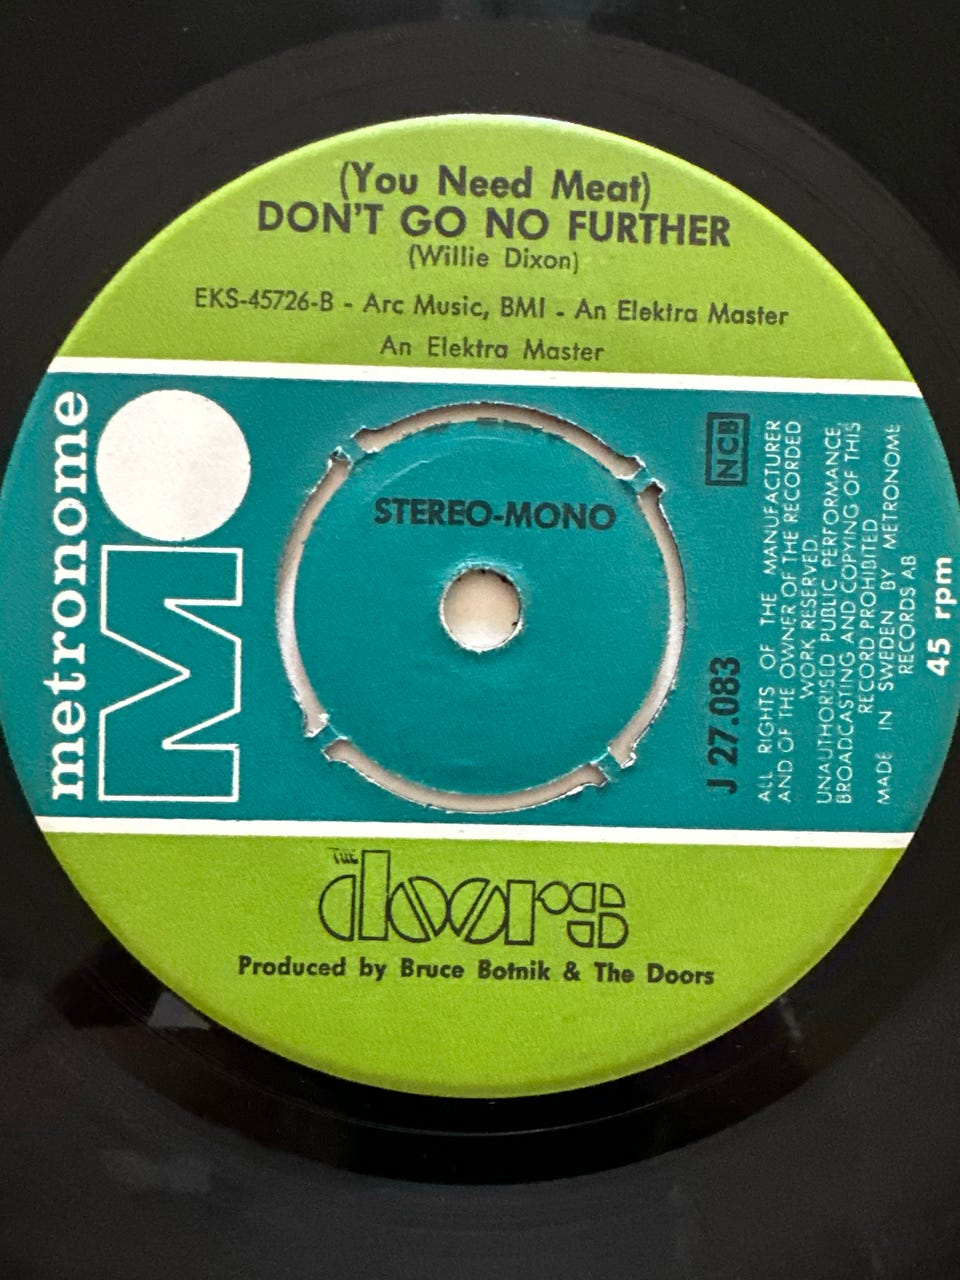 (You Need Meat)
DON'T GO NO FURTHER
(Willie Dixon)
EKS-45726-B - Arc Music, BMI - An Elektra Master
An Elektra Master
metronome
M
STEREO-MONO
NCB
J 27.083
ALL RIGHTS OF THE MANUFACTURER
AND OF THE OWNER OF THE RECORDED
WORK RESERVED
UNAUTHORISED PUBLIC PERFORMANCE,
BROADCASTING AND COPYING OF THIS
RECORD PROHIBITED
MADE IN SWEDEN BY METRONOME
RECORDS AB
45 rpm
THE
doors
Produced by Bruce Botnik & The Doors